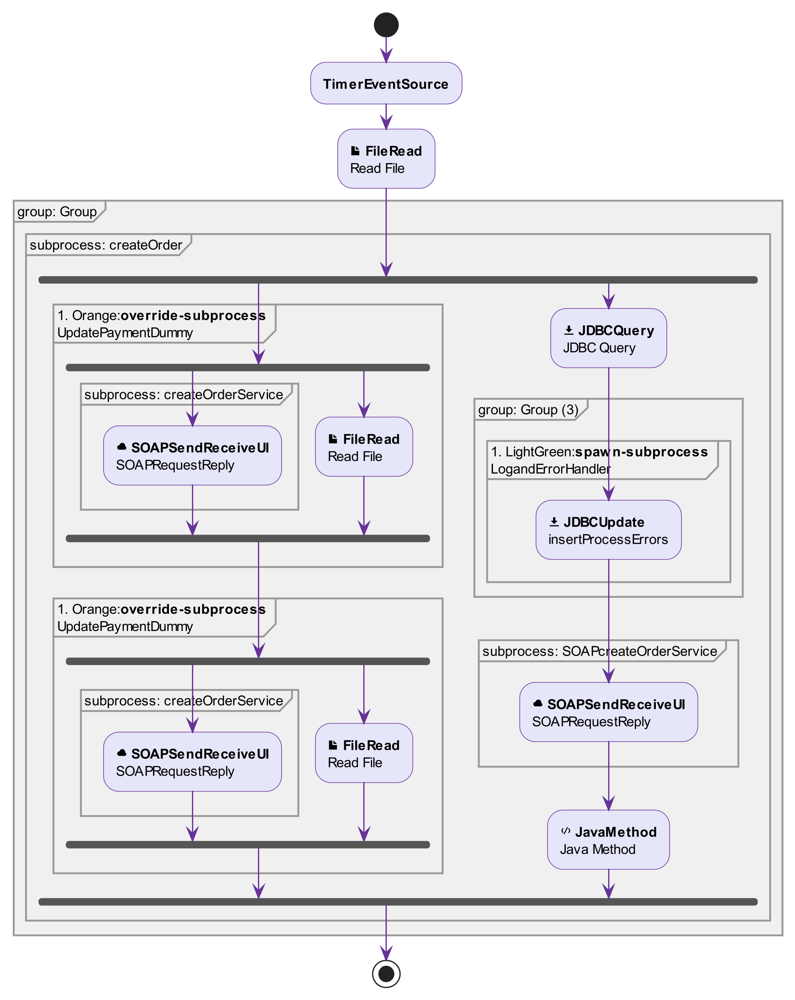 TimerEventSource
FileRead
Read File
group: Group
subprocess: createOrder
1. Orange:override-subprocess
UpdatePaymentDummy
subprocess: createOrderService
SOAPSendReceiveUI
SOAPRequestReply
FileRead
Read File
1. Orange:override-subprocess
UpdatePaymentDummy
subprocess: createOrderService
SOAPSendReceiveUI
SOAPRequestReply
FileRead
Read File
JDBCQuery
JDBC Query
group: Group (3)
1. LightGreen:spawn-subprocess
LogandErrorHandler
JDBCUpdate
insertProcessErrors
subprocess: SOAPcreateOrderService
SOAPSendReceiveUI
SOAPRequestReply
JavaMethod
Java Method